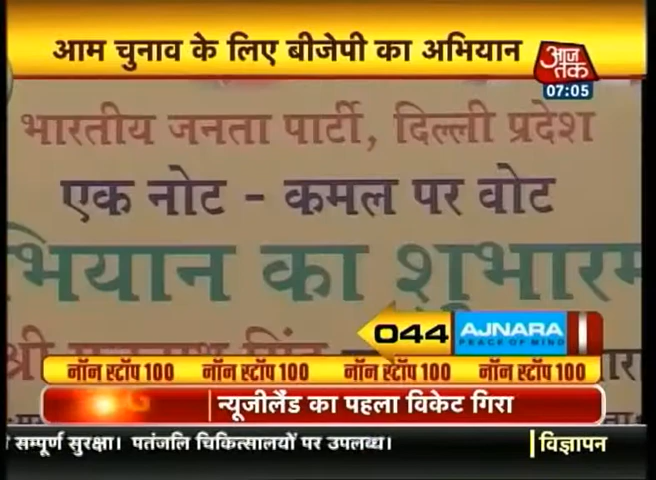 आम चुनाव के लिए बीजेपी का अभियान
आज तक
07:05
भारतीय जनता पार्टी, दिल्ली प्रदेश
एक नोट - कमल पर वोट
भियान का शुभारम
044
AJNARA
PEACE OF MIND
श्री
नॉन स्टॉप 100 नॉन स्टॉप 100 नॉन स्टॉप 100 नॉन स्टॉप 100
न्यूजीलैंड का पहला विकेट गिरा
सम्पूर्ण सुरक्षा। पतंजलि चिकित्सालयों पर उपलब्ध।
विज्ञापन